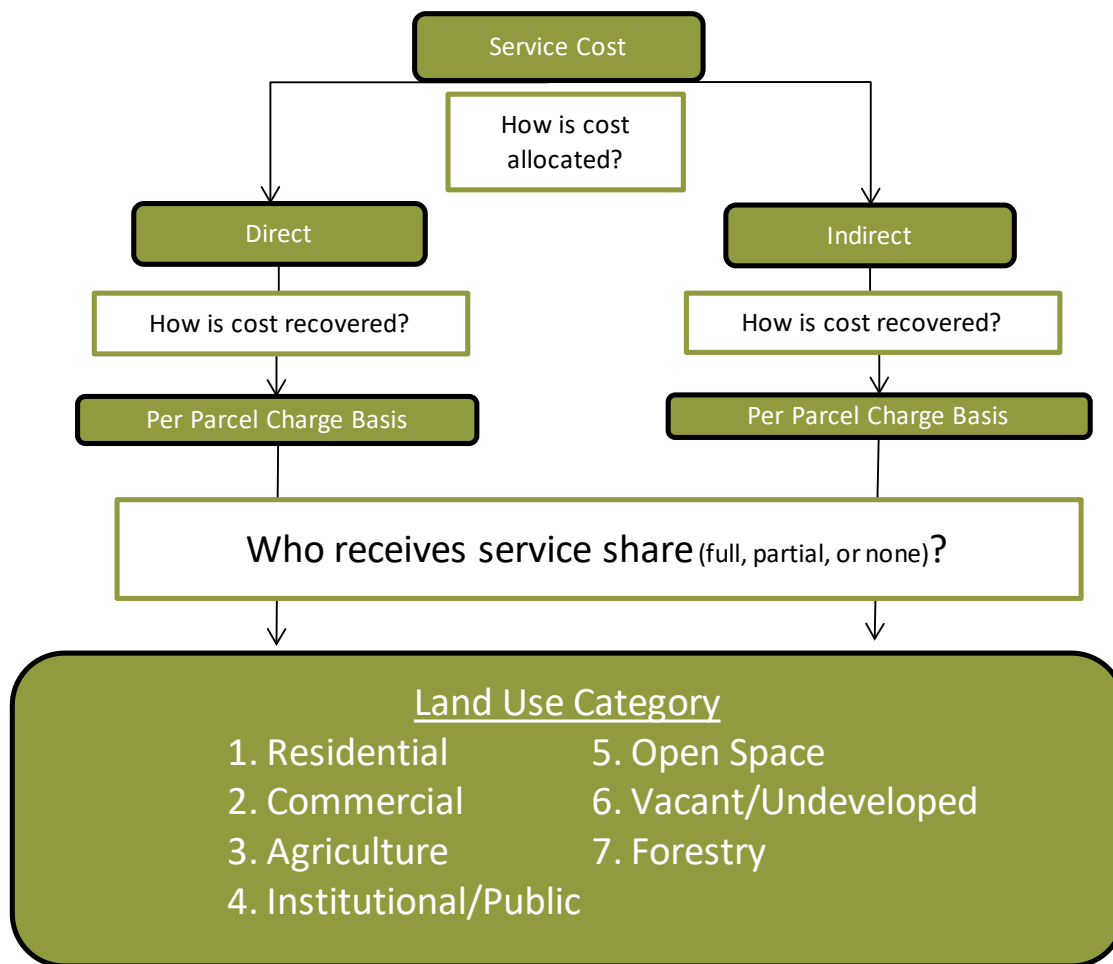 Service Cost
How is cost
allocated?
Direct
Indirect
How is cost recovered?
How is cost recovered?
Per Parcel Charge Basis
Per Parcel Charge Basis
Who receives service share (full, partial, or none)?
Land Use Category
1. Residential
2. Commercial
3. Agriculture
4. Institutional/Public
5. Open Space
6. Vacant/Undeveloped
7. Forestry